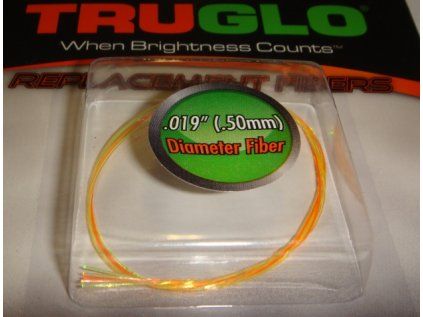 TRUGLO
When Brightness Counts™
REPLACEMENT FIBERS
.019" (.50mm)
Diameter Fiber